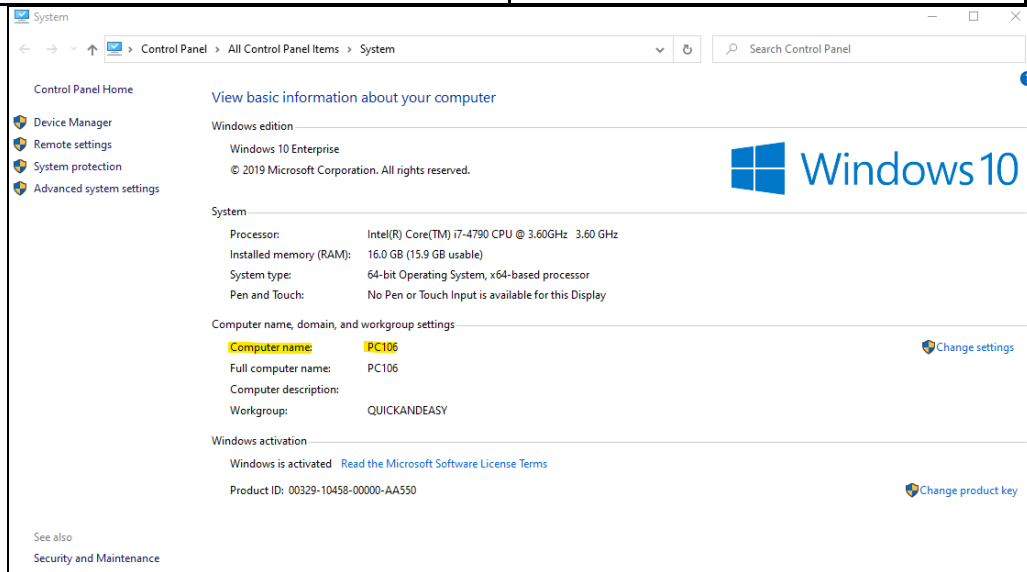 System
Control Panel > All Control Panel Items > System
Search Control Panel
Control Panel Home
Device Manager
Remote settings
System protection
Advanced system settings
View basic information about your computer
Windows edition
Windows 10 Enterprise
© 2019 Microsoft Corporation. All rights reserved.
Windows 10
System
Processor: Intel(R) Core(TM) i7-4790 CPU @ 3.60GHz 3.60 GHz
Installed memory (RAM): 16.0 GB (15.9 GB usable)
System type: 64-bit Operating System, x64-based processor
Pen and Touch: No Pen or Touch Input is available for this Display
Computer name, domain, and workgroup settings
Computer name: PC106
Change settings
Full computer name: PC106
Computer description:
Workgroup: QUICKANDEASY
Windows activation
Windows is activated Read the Microsoft Software License Terms
Product ID: 00329-10458-00000-AA550
Change product key
See also
Security and Maintenance